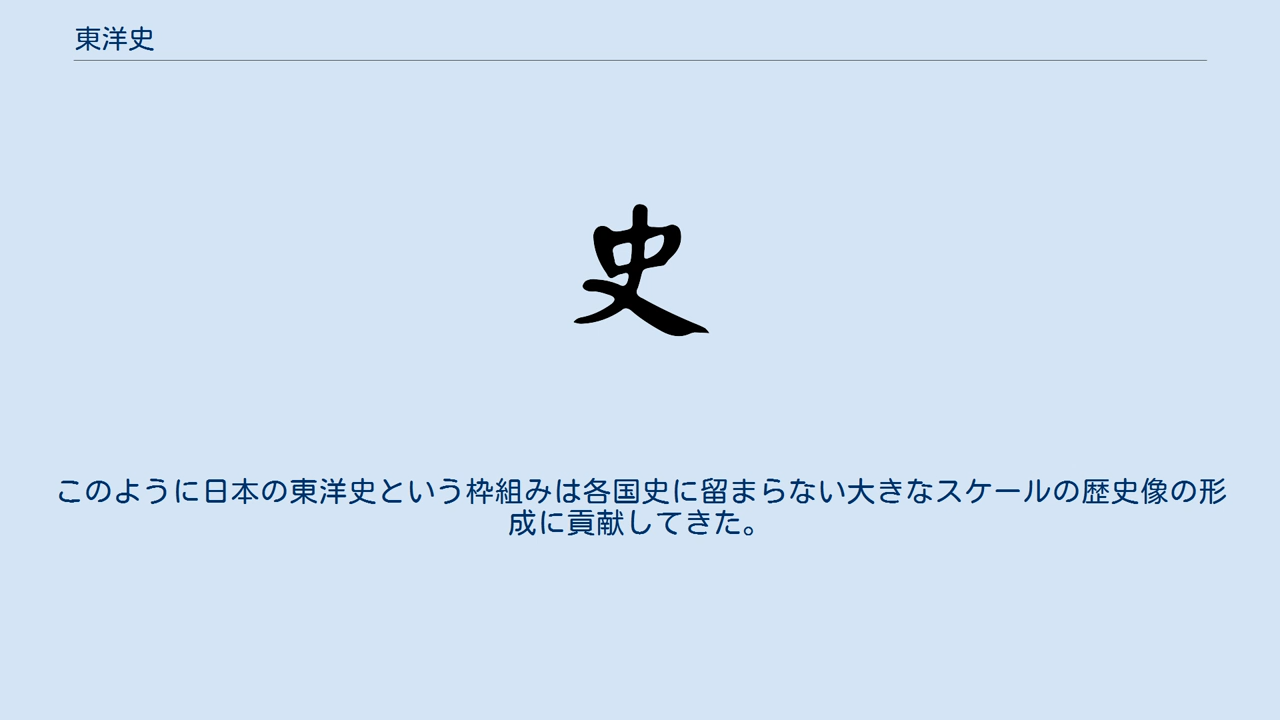 東洋史
史
このように日本の東洋史という枠組みは各国史に留まらない大きなスケールの歴史像の形
成に貢献してきた。